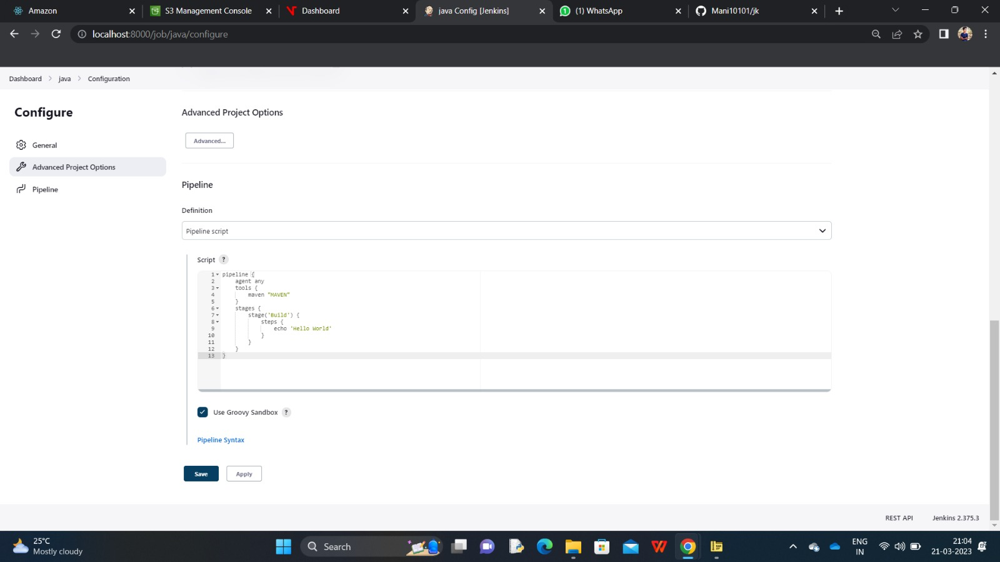 Amazon
S3 Management Console
Dashboard
java Config [Jenkins]
(1) WhatsApp
Mani10101/jk
localhost:8000/job/java/configure
Dashboard > java > Configuration
Configure
General
Advanced Project Options
Pipeline
Advanced Project Options
Advanced...
Pipeline
Definition
Pipeline script
Script ?
1 pipeline {
2 agent any
3 tools {
4 maven "MAVEN"
5 }
6 stages {
7 stage('Build') {
8 steps {
9 echo 'Hello World'
10 }
11 }
12 }
13 }
Use Groovy Sandbox ?
Pipeline Syntax
Save
Apply
REST API
Jenkins 2.375.3
25°C
Mostly cloudy
Search
ENG
IN
21:04
21-03-2023